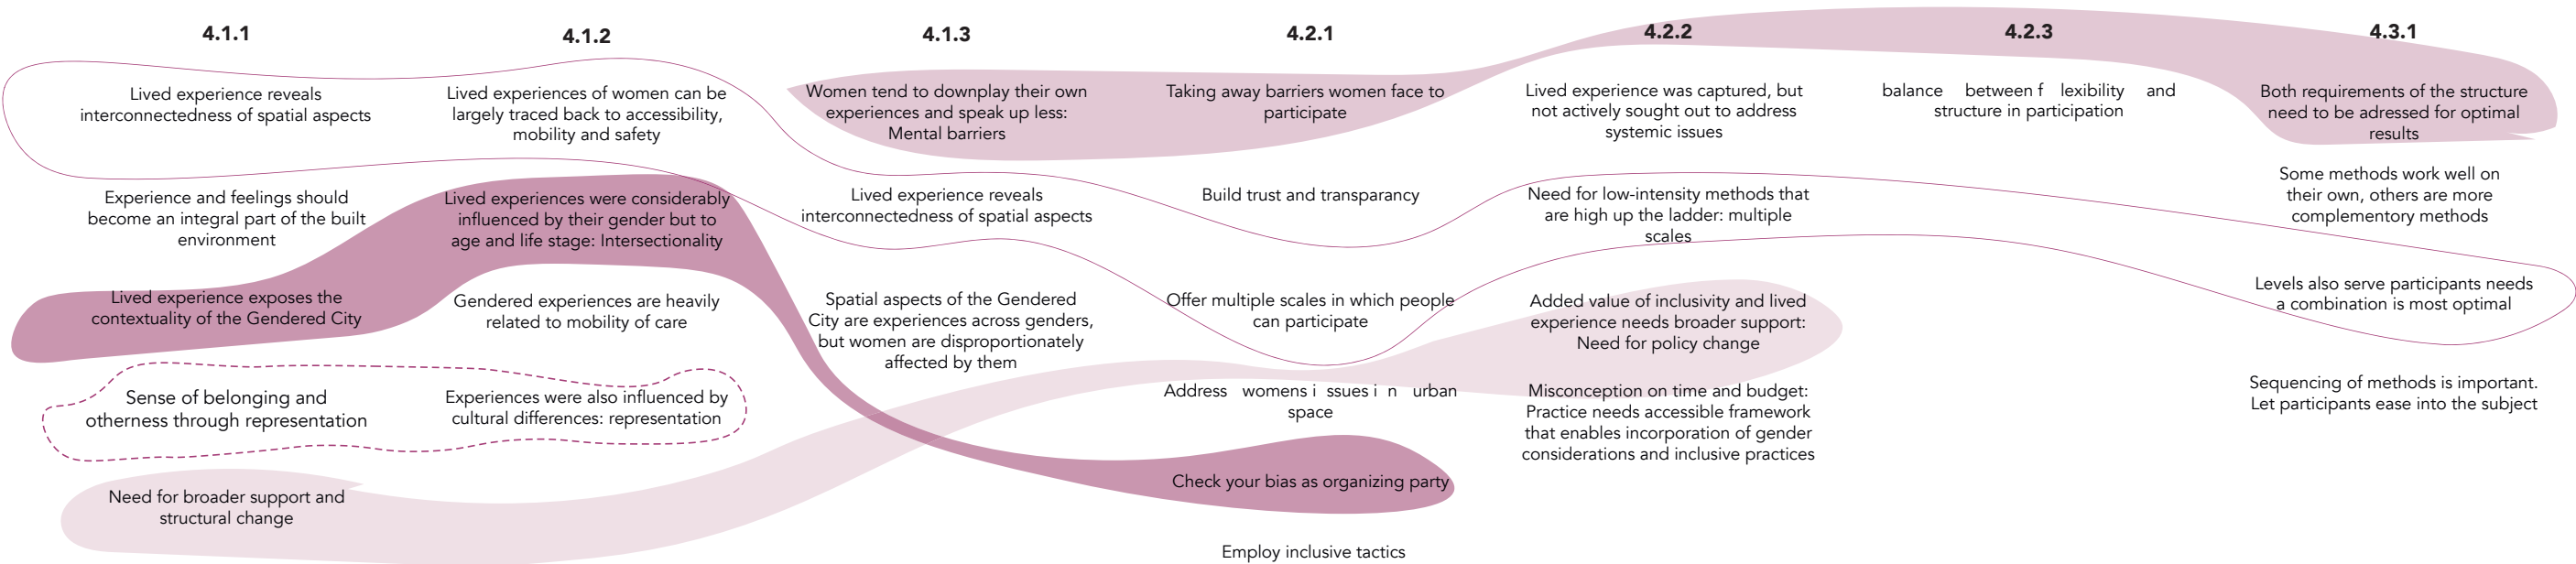 4.1.1
Lived experience reveals
interconnectedness of spatial aspects
Experience and feelings should
become an integral part of the built
environment
Lived experience exposes the
contextuality of the Gendered City
Sense of belonging and
otherness through representation
Need for broader support and
structural change
4.1.2
Lived experiences of women can be
largely traced back to accessibility,
mobility and safety
Lived experiences were considerably
influenced by their gender but to
age and life stage: Intersectionality
Gendered experiences are heavily
related to mobility of care
Experiences were also influenced by
cultural differences: representation
4.1.3
Women tend to downplay their own
experiences and speak up less:
Mental barriers
Lived experience reveals
interconnectedness of spatial aspects
Spatial aspects of the Gendered
City are experiences across genders,
but women are disproportionately
affected by them
4.2.1
Taking away barriers women face to
participate
Build trust and transparancy
Offer multiple scales in which people
can participate
Address womens i ssues i n urban
space
Check your bias as organizing party
Employ inclusive tactics
4.2.2
Lived experience was captured, but
not actively sought out to address
systemic issues
Need for low-intensity methods that
are high up the ladder: multiple
scales
Added value of inclusivity and lived
experience needs broader support:
Need for policy change
Misconception on time and budget:
Practice needs accessible framework
that enables incorporation of gender
considerations and inclusive practices
4.2.3
balance between f lexibility and
structure in participation
4.3.1
Both requirements of the structure
need to be adressed for optimal
results
Some methods work well on
their own, others are more
complementory methods
Levels also serve participants needs
a combination is most optimal
Sequencing of methods is important.
Let participants ease into the subject